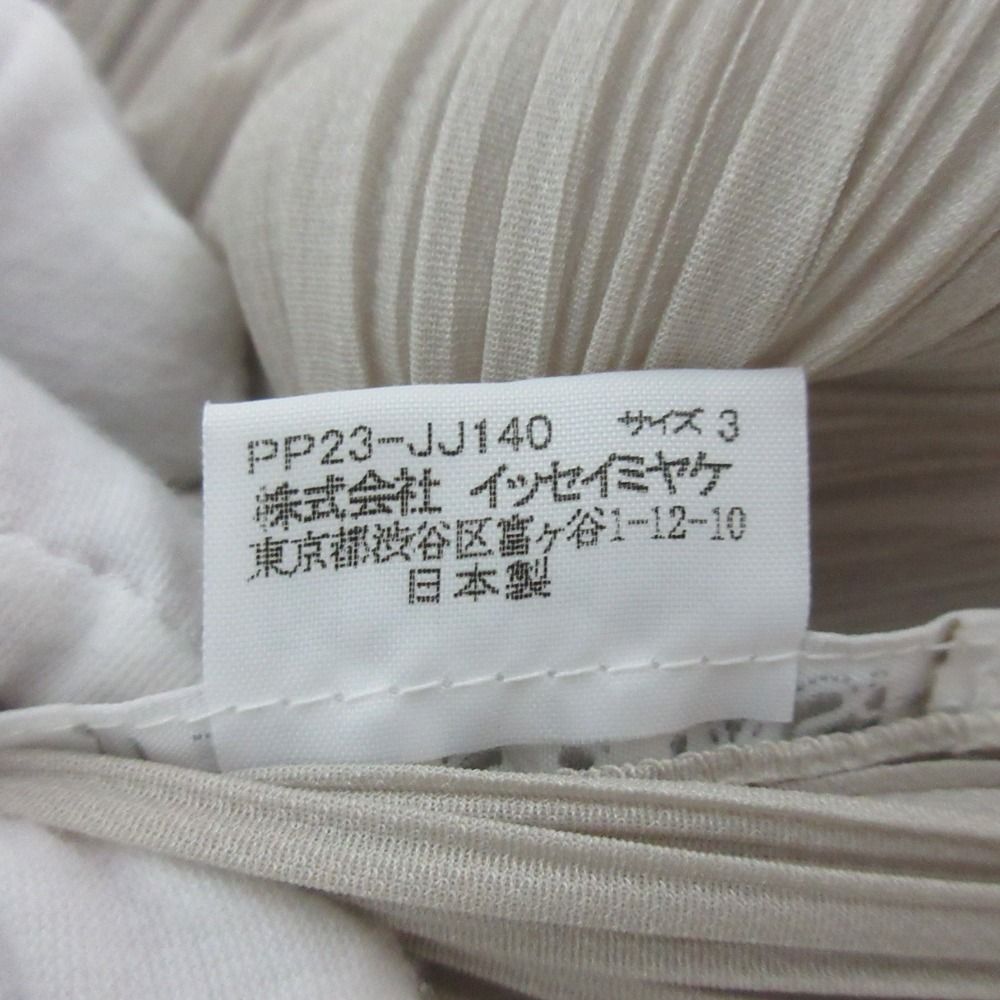 PP23-JJ140 サイズ 3
株式会社 イッセイミヤケ
東京都渋谷区富ヶ谷1-12-10
日本製